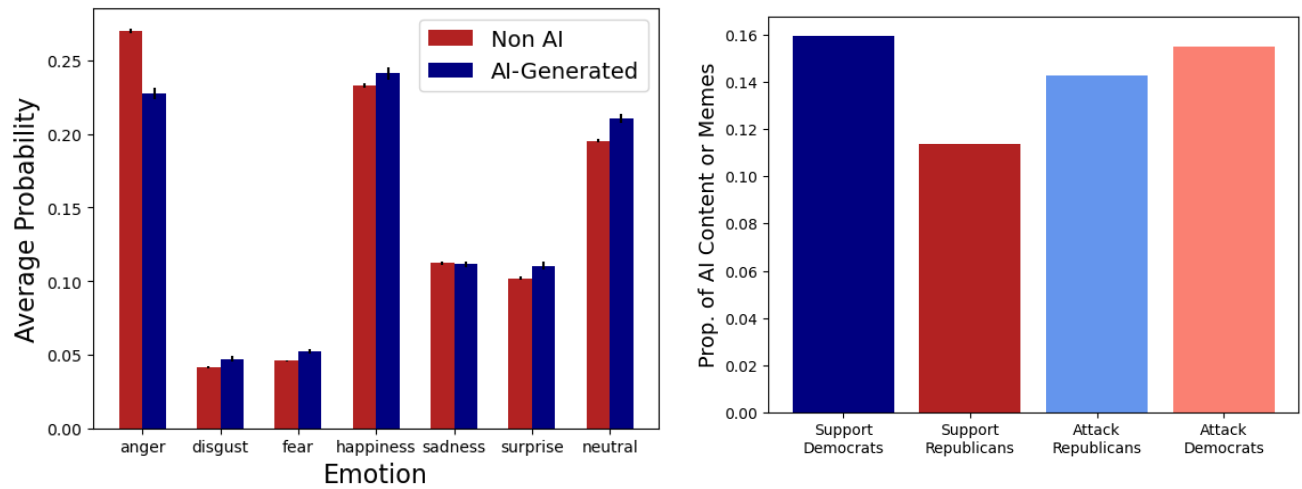 Average Probability
0.25
0.20
0.15
0.10
0.05
0.00
Non AI
AI-Generated
anger disgust fear happiness sadness surprise neutral
Emotion
Prop. of AI Content or Memes
0.16
0.14
0.12
0.10
0.08
0.06
0.04
0.02
0.00
Support
Democrats
Support
Republicans
Attack
Republicans
Attack
Democrats